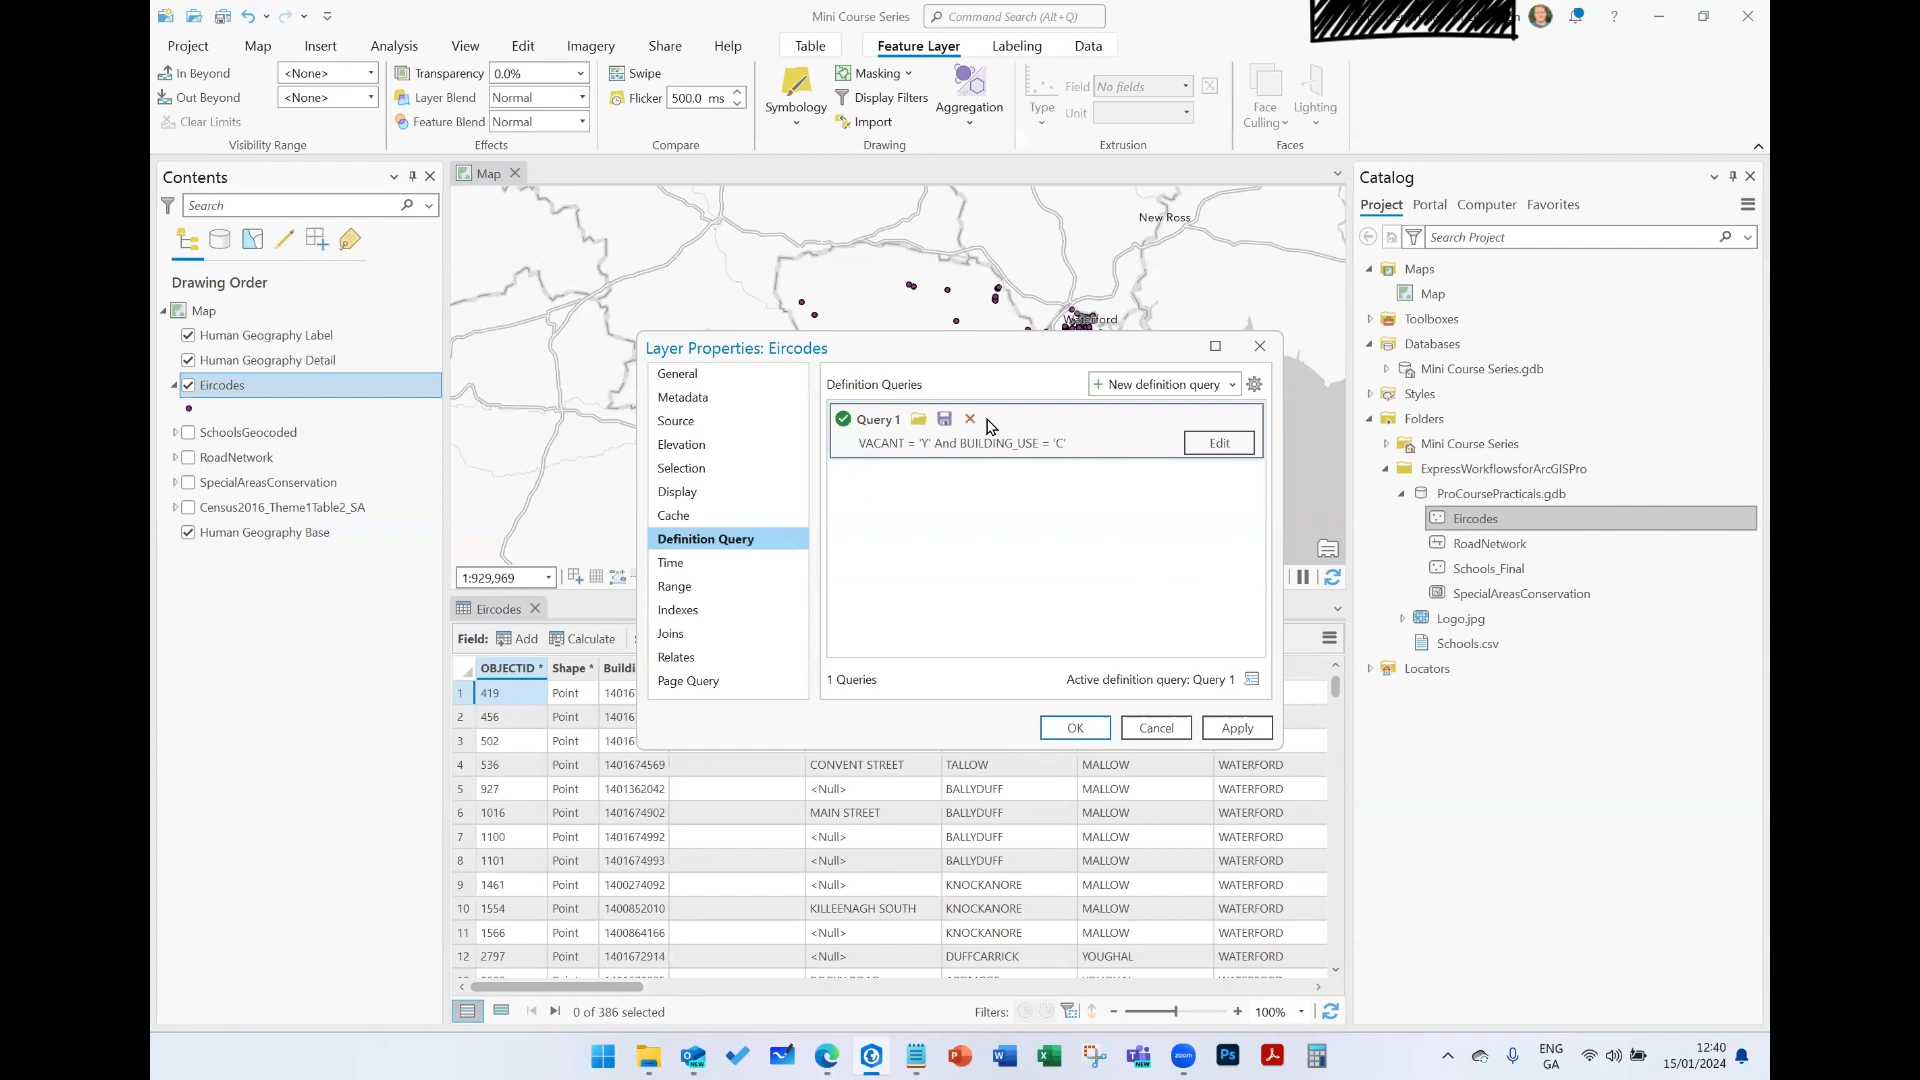 Mini Course Series
Command Search (Alt+Q)
Project Map Insert Analysis View Edit Imagery Share Help Table Feature Layer Labeling Data
In Beyond <None>
Out Beyond <None>
Clear Limits
Visibility Range
Transparency 0.0%
Layer Blend Normal
Feature Blend Normal
Effects
Swipe
Flicker 500.0 ms
Compare
Symbology
Masking
Display Filters
Import
Aggregation
Drawing
Type
Field No fields
Unit
Extrusion
Face Culling
Lighting
Faces
Contents
Search
Drawing Order
Map
Human Geography Label
Human Geography Detail
Eircodes
SchoolsGeocoded
RoadNetwork
SpecialAreasConservation
Census2016_Theme1Table2_SA
Human Geography Base
Map
New Ross
Waterford
1:929,969
Layer Properties: Eircodes
General
Metadata
Source
Elevation
Selection
Display
Cache
Definition Query
Time
Range
Indexes
Joins
Relates
Page Query
Definition Queries
New definition query
Query 1
VACANT = 'Y' And BUILDING_USE = 'C'
Edit
1 Queries
Active definition query: Query 1
OK Cancel Apply
Eircodes
Field: Add Calculate
OBJECTID * Shape * Buildi
1 419 Point 14016
2 456 Point 14016
3 502 Point 14016
4 536 Point 1401674569 CONVENT STREET TALLOW MALLOW WATERFORD
5 927 Point 1401362042 <Null> BALLYDUFF MALLOW WATERFORD
6 1016 Point 1401674902 MAIN STREET BALLYDUFF MALLOW WATERFORD
7 1100 Point 1401674992 <Null> BALLYDUFF MALLOW WATERFORD
8 1101 Point 1401674993 <Null> BALLYDUFF MALLOW WATERFORD
9 1461 Point 1400274092 <Null> KNOCKANORE MALLOW WATERFORD
10 1554 Point 1400852010 KILLEENAGH SOUTH KNOCKANORE MALLOW WATERFORD
11 1566 Point 1400864166 <Null> KNOCKANORE MALLOW WATERFORD
12 2797 Point 1401672914 <Null> DUFFCARRICK YOUGHAL WATERFORD
0 of 386 selected
Filters:
100%
Catalog
Project Portal Computer Favorites
Search Project
Maps
Map
Toolboxes
Databases
Mini Course Series.gdb
Styles
Folders
Mini Course Series
ExpressWorkflowsforArcGISPro
ProCoursePracticals.gdb
Eircodes
RoadNetwork
Schools_Final
SpecialAreasConservation
Logo.jpg
Schools.csv
Locators
ENG
GA
12:40
15/01/2024